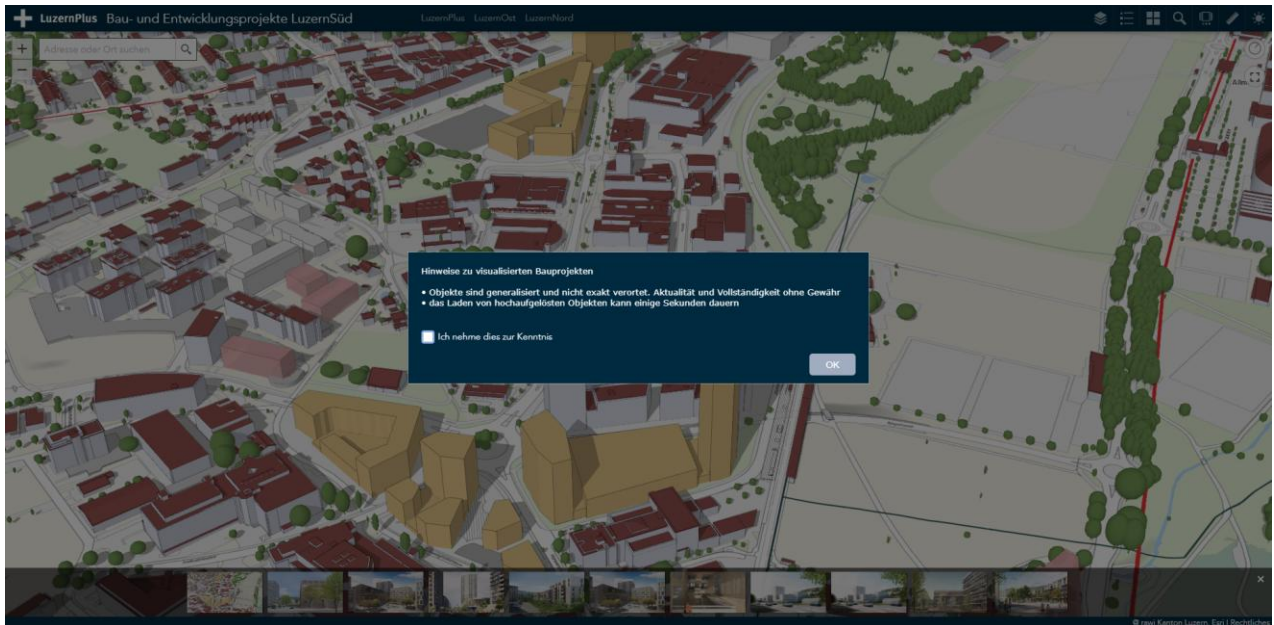 LuzernPlus Bau- und Entwicklungsprojekte LuzernSüd
LuzernPlus LuzernOst LuzernNord
Adresse oder Ort suchen
Hinweise zu visualisierten Bauprojekten
• Objekte sind generalisiert und nicht exakt verortet. Aktualität und Vollständigkeit ohne Gewähr
• das Laden von hochaufgelösten Objekten kann einige Sekunden dauern
Ich nehme dies zur Kenntnis
OK
© rawi Kanton Luzern, Esri | Rechtliches